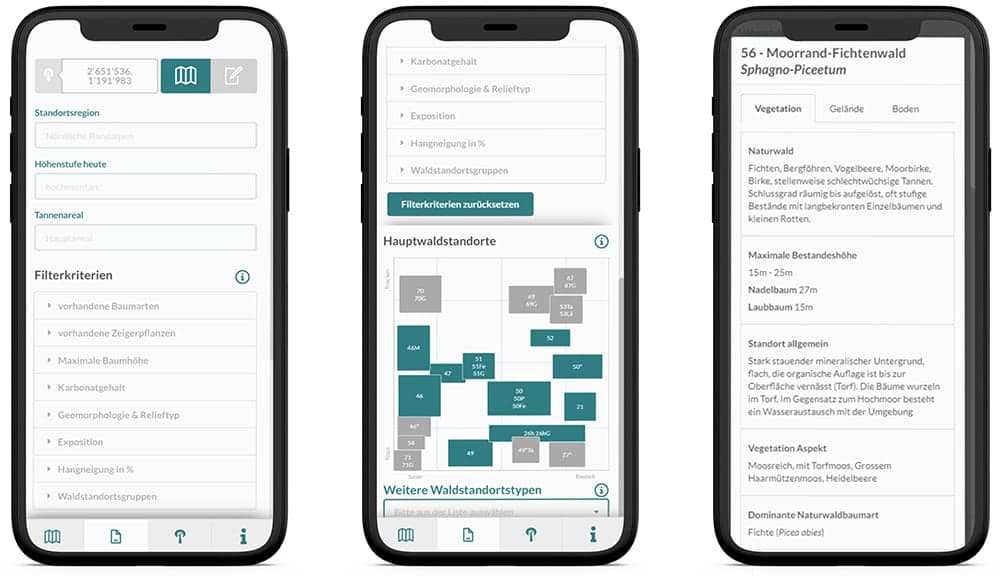 2'651'536,
1'191'983
Standortsregion
Nördliche Randalpen
Höhenstufe heute
hochmontan
Tannenareal
Hauptareal
Filterkriterien
vorhandene Baumarten
vorhandene Zeigerpflanzen
Maximale Baumhöhe
Karbonatgehalt
Geomorphologie & Relieftyp
Exposition
Hangneigung in %
Waldstandortsgruppen
Karbonatgehalt
Geomorphologie & Relieftyp
Exposition
Hangneigung in %
Waldstandortsgruppen
Filterkriterien zurücksetzen
Hauptwaldstandorte
Trocken
67
67G
70
70G
69
69G
53Ta
53Lä
52
46M
51
51Fe
51G
50*
47
46
50
50P
50Fe
21
46*
26h 26hG
56
49
49*Ta
27*
71
71G
Nass
Sauer
Basisch
Weitere Waldstandortstypen
Bitte aus der Liste auswählen
56 - Moorrand-Fichtenwald
Sphagno-Piceetum
Vegetation Gelände Boden
Naturwald
Fichten, Bergföhren, Vogelbeere, Moorbirke,
Birke, stellenweise schlechtwüchsige Tannen.
Schlussgrad räumig bis aufgelöst, oft stufige
Bestände mit langbekronten Einzelbäumen und
kleinen Rotten.
Maximale Bestandeshöhe
15m - 25m
Nadelbaum 27m
Laubbaum 15m
Standort allgemein
Stark stauender mineralischer Untergrund,
flach, die organische Auflage ist bis zur
Oberfläche vernässt (Torf). Die Bäume wurzeln
im Torf. Im Gegensatz zum Hochmoor besteht
ein Wasseraustausch mit der Umgebung
Vegetation Aspekt
Moosreich, mit Torfmoos, Grossem
Haarmützenmoos, Heidelbeere
Dominante Naturwaldbaumart
Fichte (Picea abies)